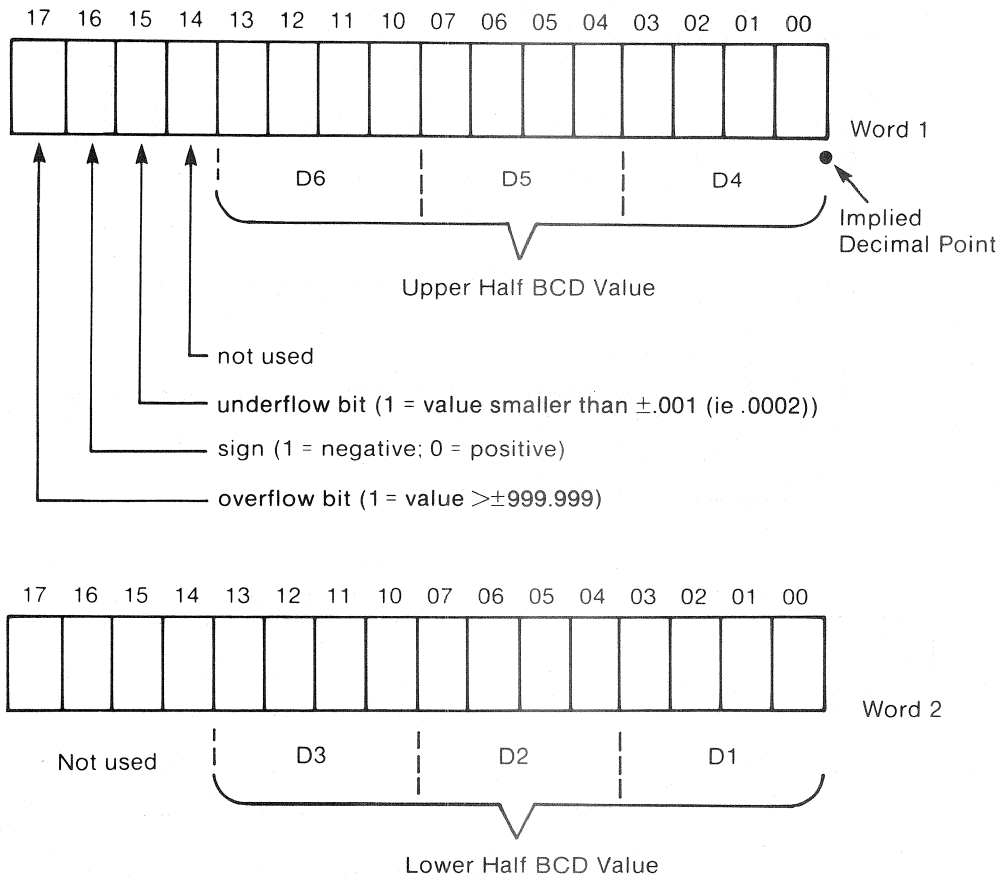 17 16 15 14 13 12 11 10 07 06 05 04 03 02 01 00
Word 1
D6 D5 D4
Implied
Decimal Point
Upper Half BCD Value
not used
underflow bit (1 = value smaller than ±.001 (ie .0002))
sign (1 = negative; 0 = positive)
overflow bit (1 = value >±999.999)
17 16 15 14 13 12 11 10 07 06 05 04 03 02 01 00
Word 2
Not used D3 D2 D1
Lower Half BCD Value